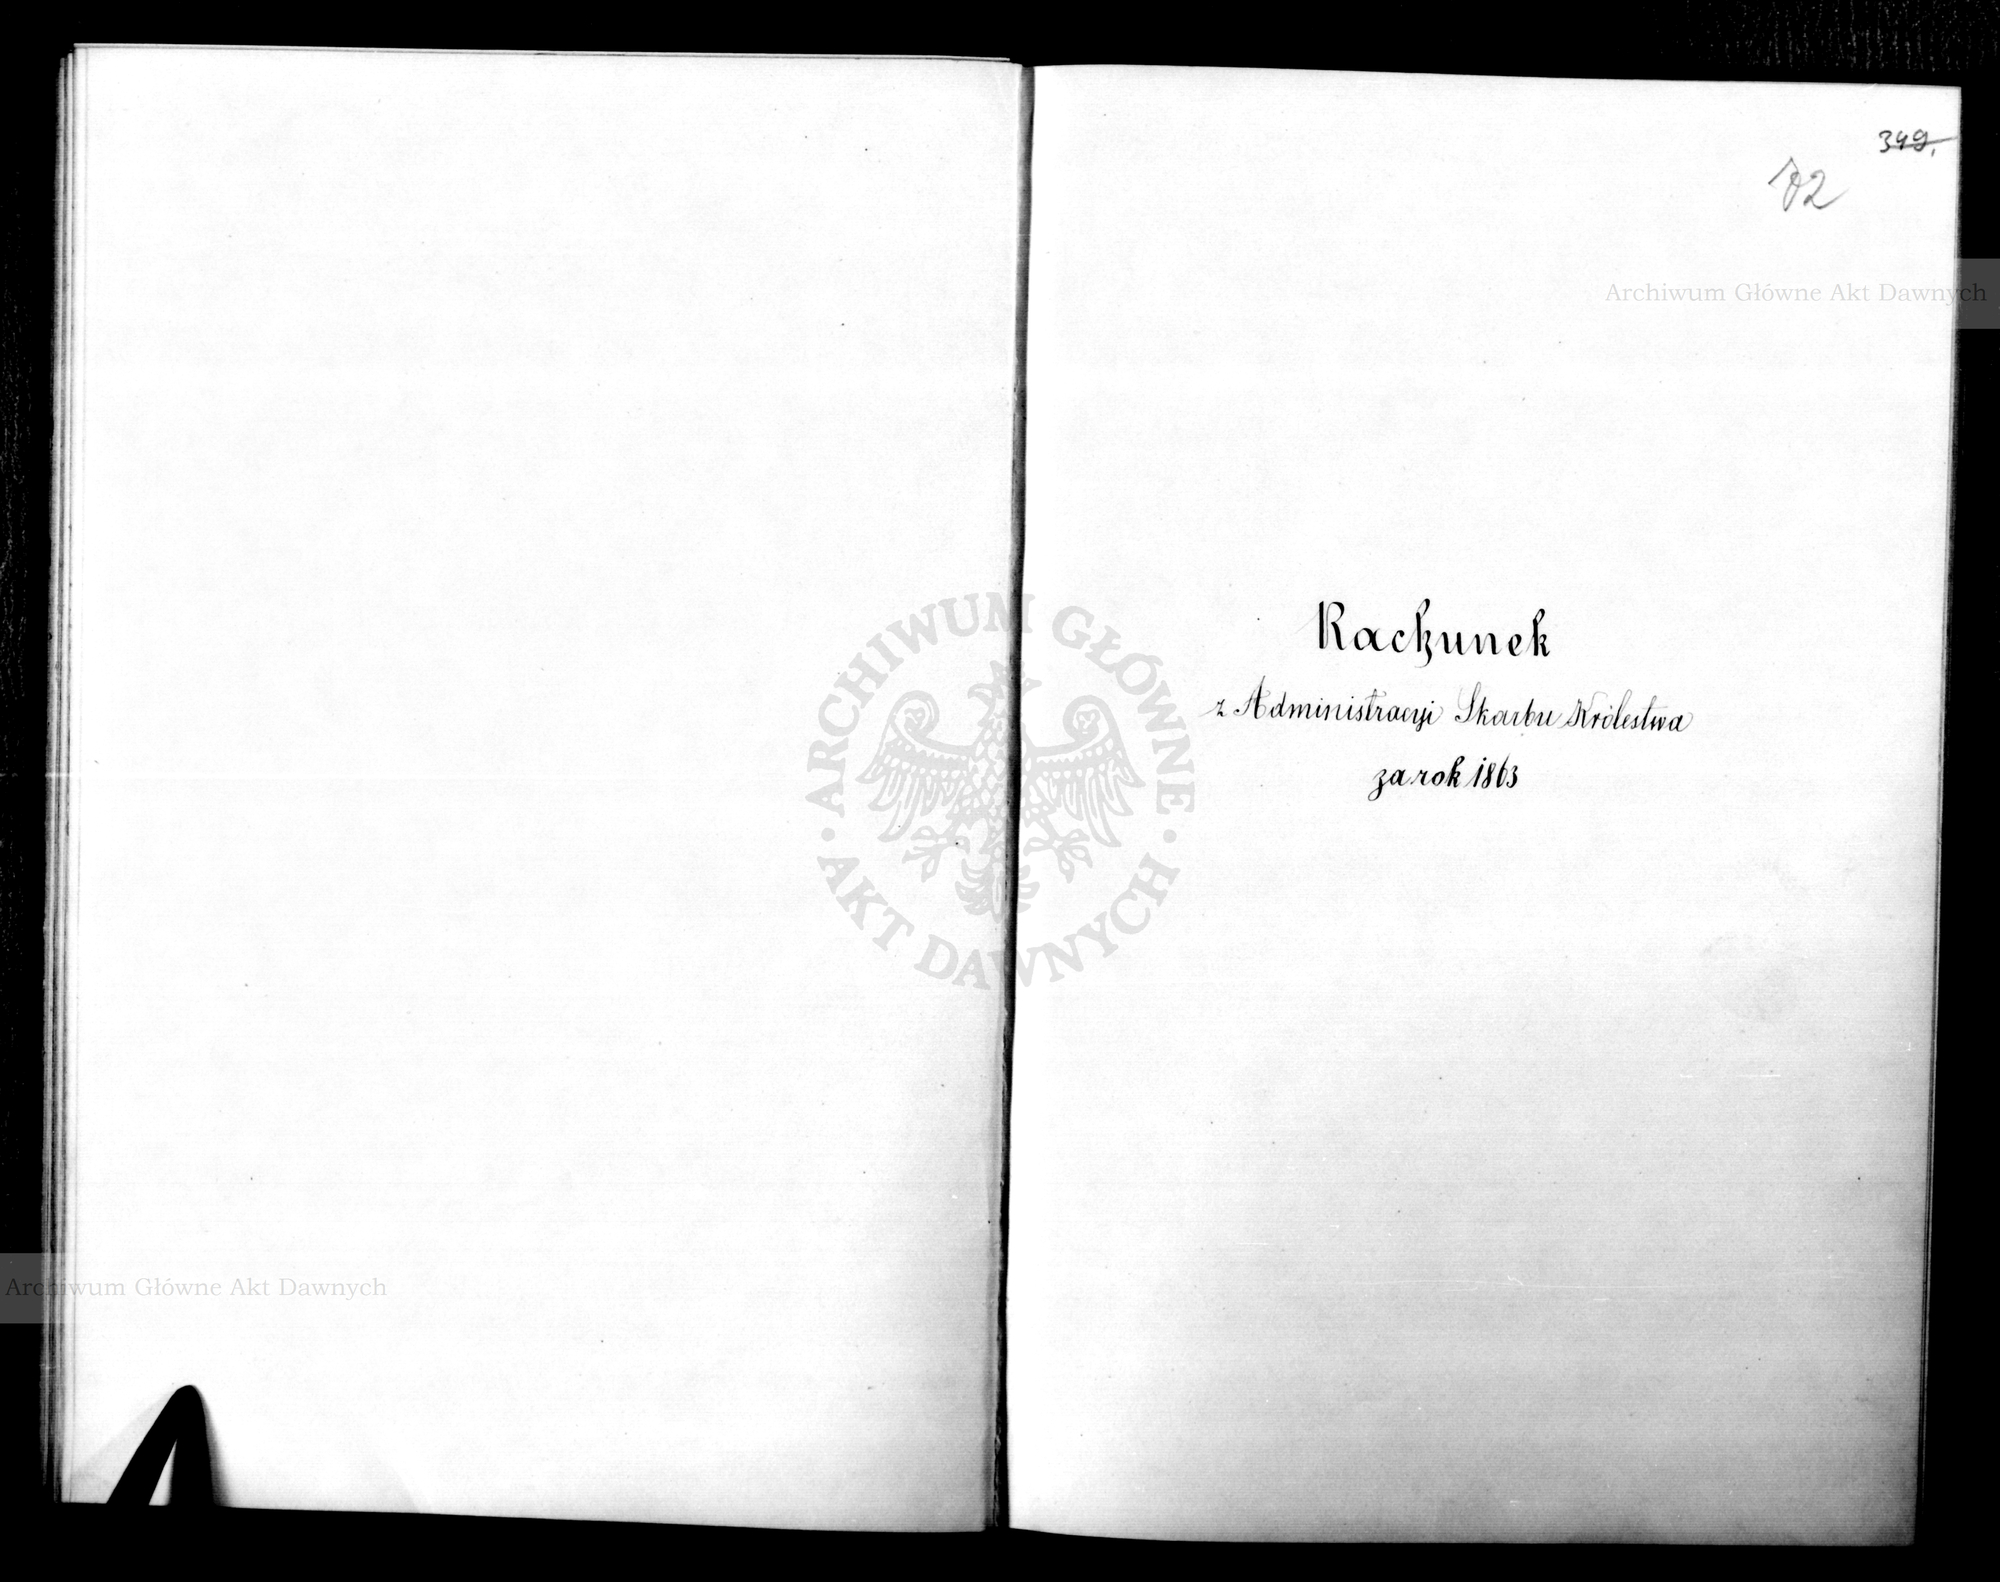 349.
72
Archiwum Główne Akt Dawnych
Rachunek
z Administracyi Skarbu Królestwa
za rok 1863
ARCHIWUM GŁÓWNE AKT DAWNYCH
Archiwum Główne Akt Dawnych